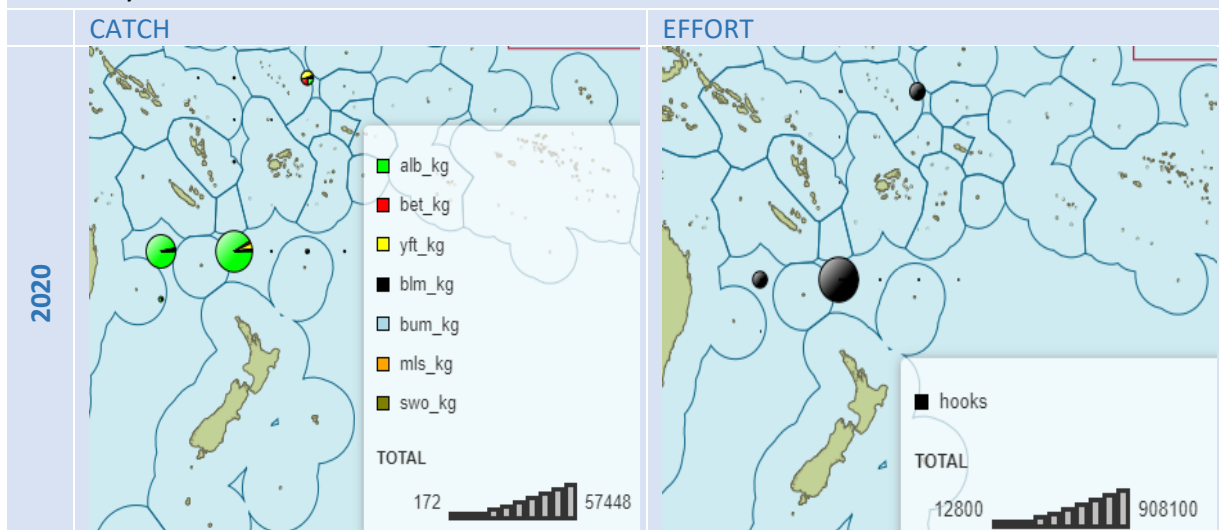 CATCH
EFFORT
2020
alb_kg
bet_kg
yft_kg
blm_kg
bum_kg
mls_kg
swo_kg
TOTAL
172 57448
hooks
TOTAL
12800 908100